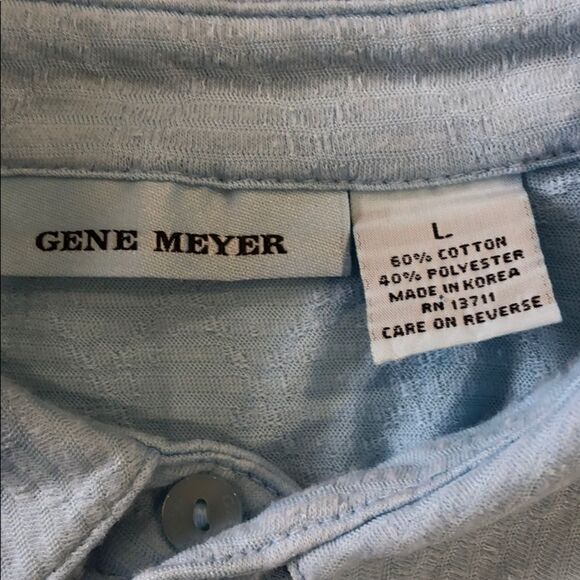 GENE MEYER
L
60% COTTON
40% POLYESTER
MADE IN KOREA
RN 13711
CARE ON REVERSE